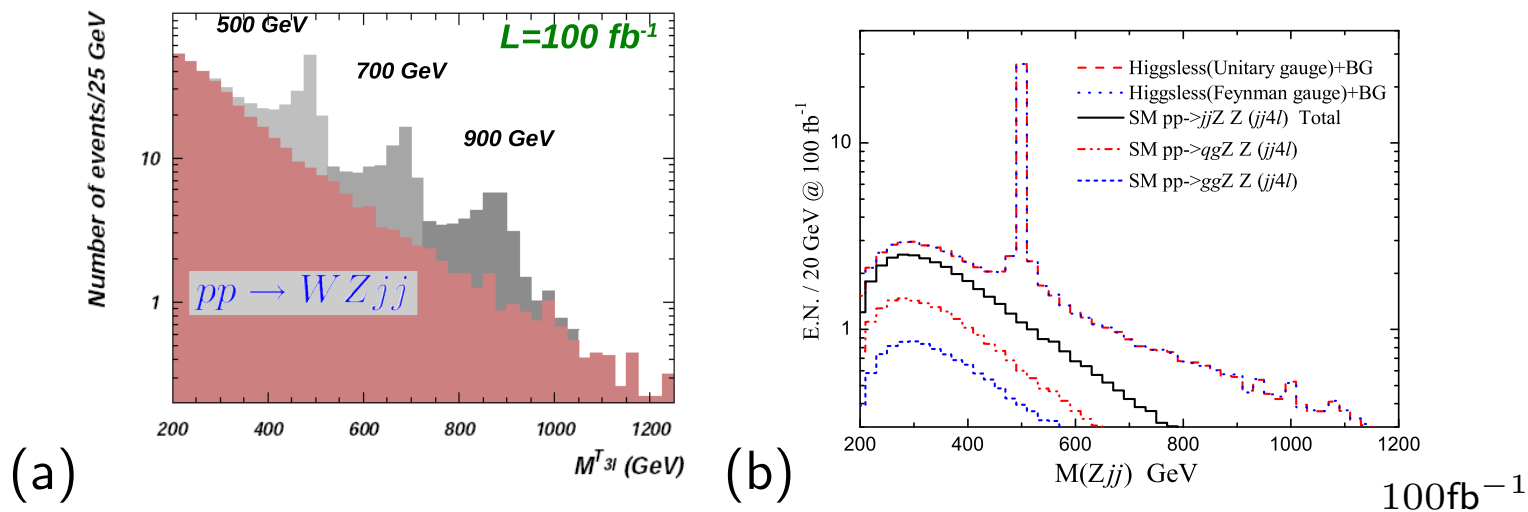 500 GeV
L=100 fb-1
700 GeV
900 GeV
Number of events/25 GeV
10
1
pp → WZjj
200 400 600 800 1000 1200
MT3l (GeV)
(a)
Higgsless(Unitary gauge)+BG
Higgsless(Feynman gauge)+BG
SM pp->jjZ Z (jj4l) Total
SM pp->qgZ Z (jj4l)
SM pp->ggZ Z (jj4l)
E.N. / 20 GeV @ 100 fb-1
10
1
200 400 600 800 1000 1200
M(Zjj) GeV
(b)
100fb−1